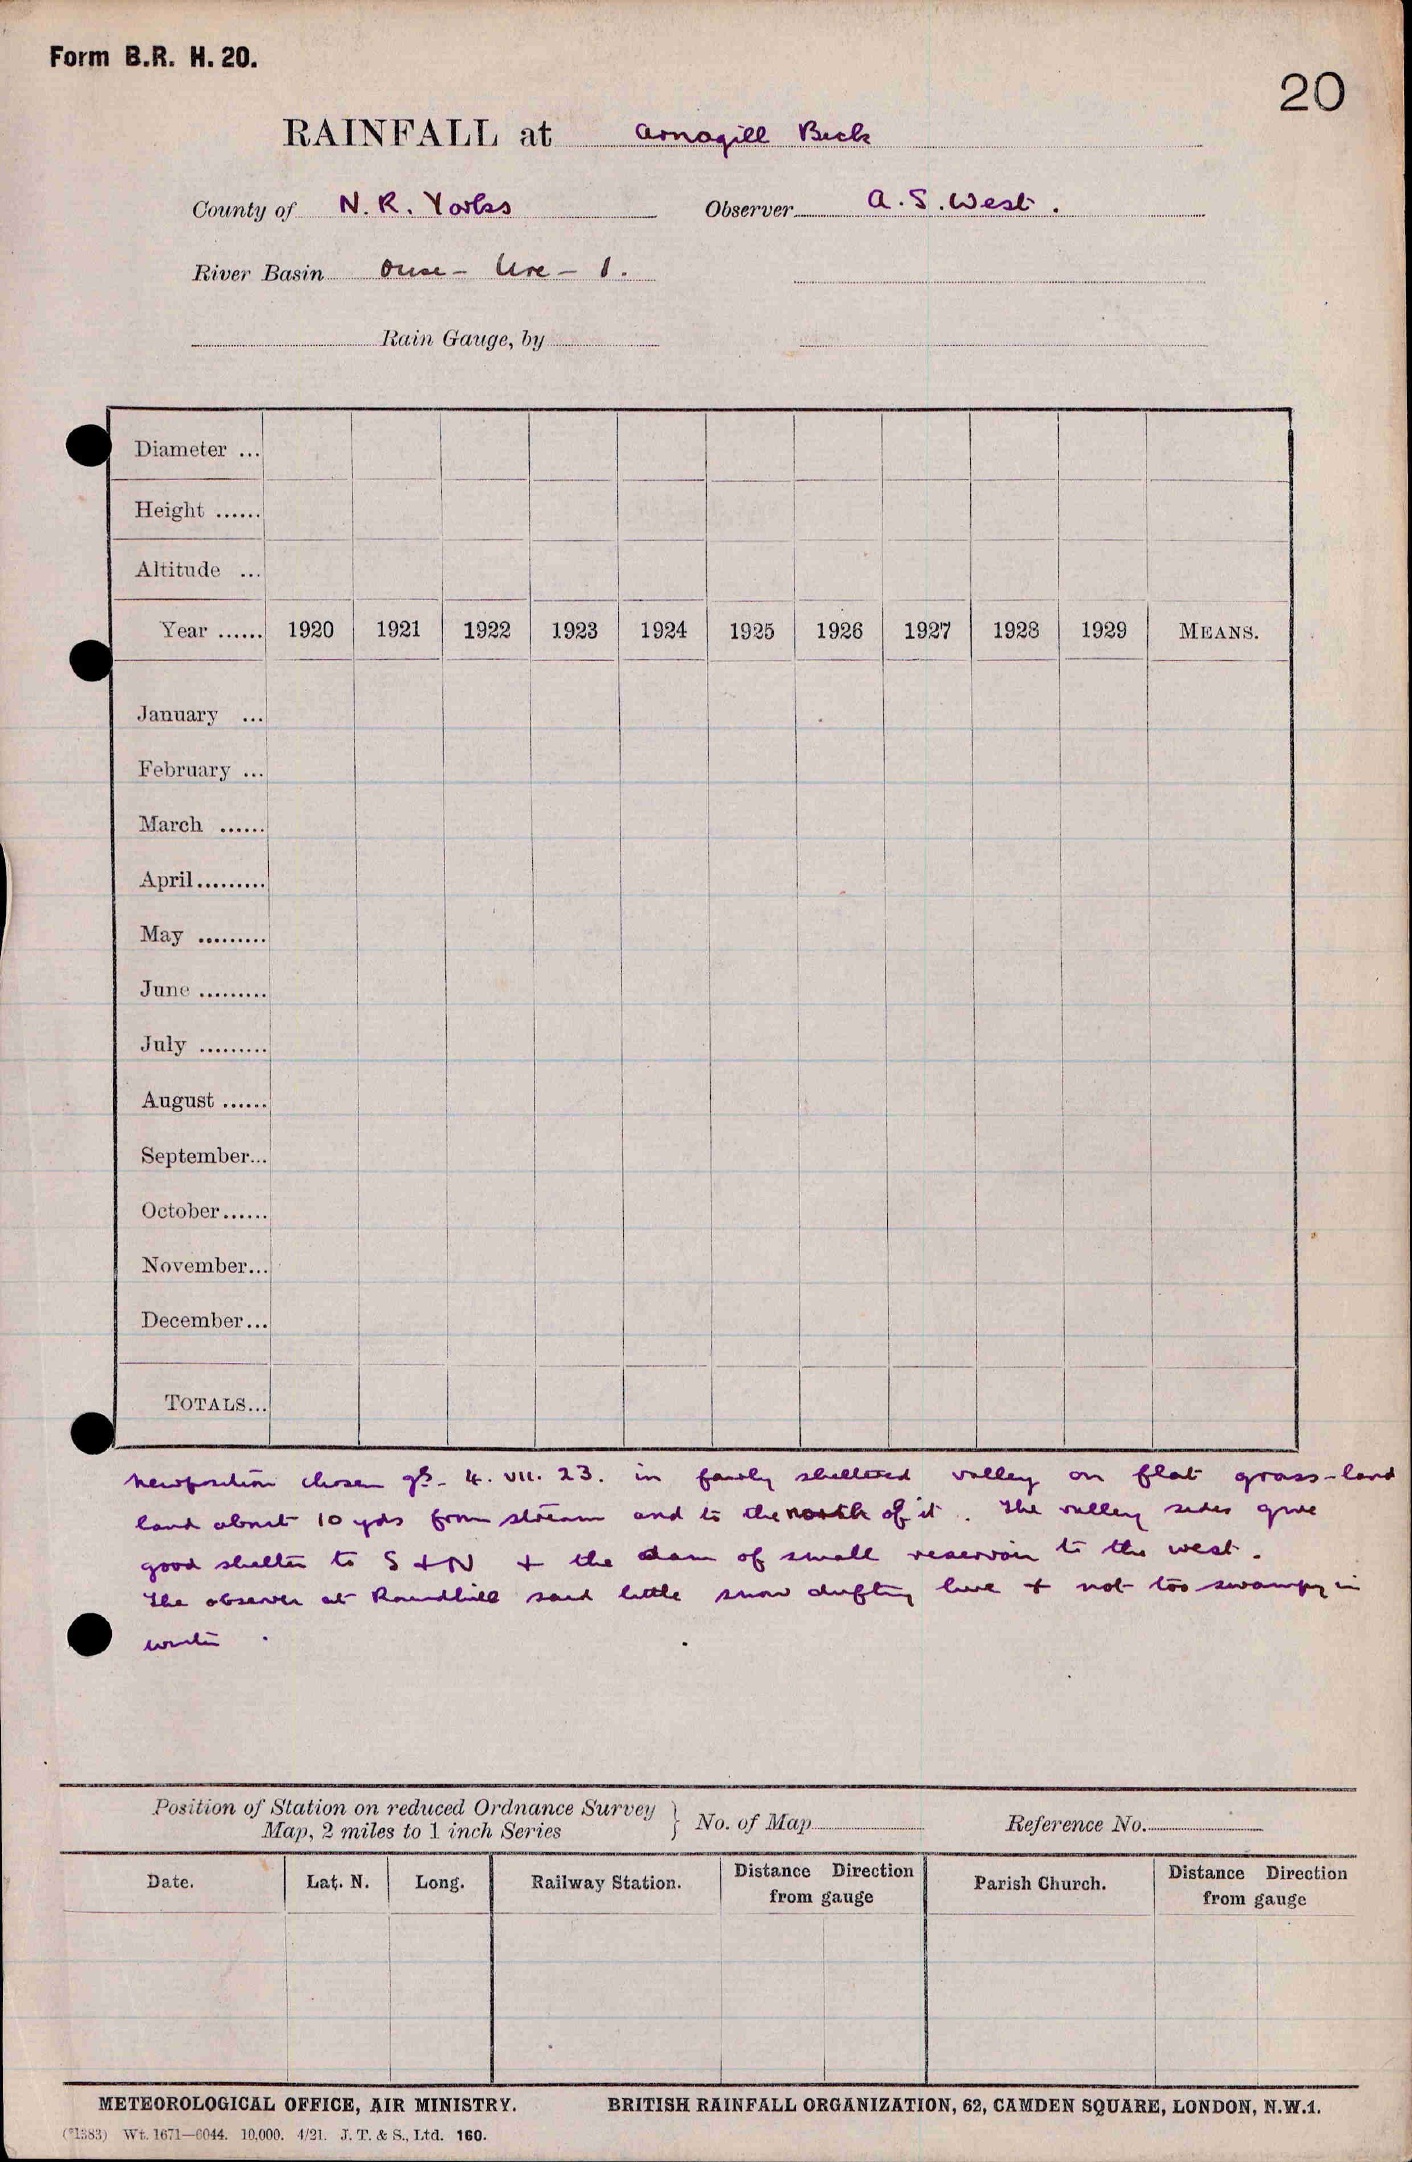 Form B.R. H. 20.
20
RAINFALL at Arnagill Beck
County of N. R. Yorks Observer A. S. West.
River Basin Ouse - Ure - 1.
Rain Gauge, by
Diameter ...
Height ......
Altitude ...
Year ...... 1920 1921 1922 1923 1924 1925 1926 1927 1928 1929 MEANS.
January ...
February ...
March ......
April.........
May .........
June .........
July .........
August ......
September...
October......
November...
December...
TOTALS...
New position chosen 4. VII. 23. in fairly sheltered valley on flat grass-land
land about 10 yds from stream and to the north of it. The valley sides give
good shelter to S + N + the dam of small reservoir to the west.
The observer at Roundhill said little snow drifting here + not too swampy in
winter.
Position of Station on reduced Ordnance Survey
Map, 2 miles to 1 inch Series } No. of Map Reference No.
Date. Lat. N. Long. Railway Station. Distance Direction from gauge Parish Church. Distance Direction from gauge
METEOROLOGICAL OFFICE, AIR MINISTRY. BRITISH RAINFALL ORGANIZATION, 62, CAMDEN SQUARE, LONDON, N.W.1.
(*1383) Wt. 1671—6044. 10,000. 4/21. J. T. & S., Ltd. 160.